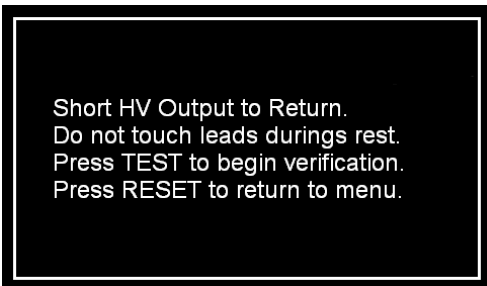 Short HV Output to Return.
Do not touch leads durings rest.
Press TEST to begin verification.
Press RESET to return to menu.